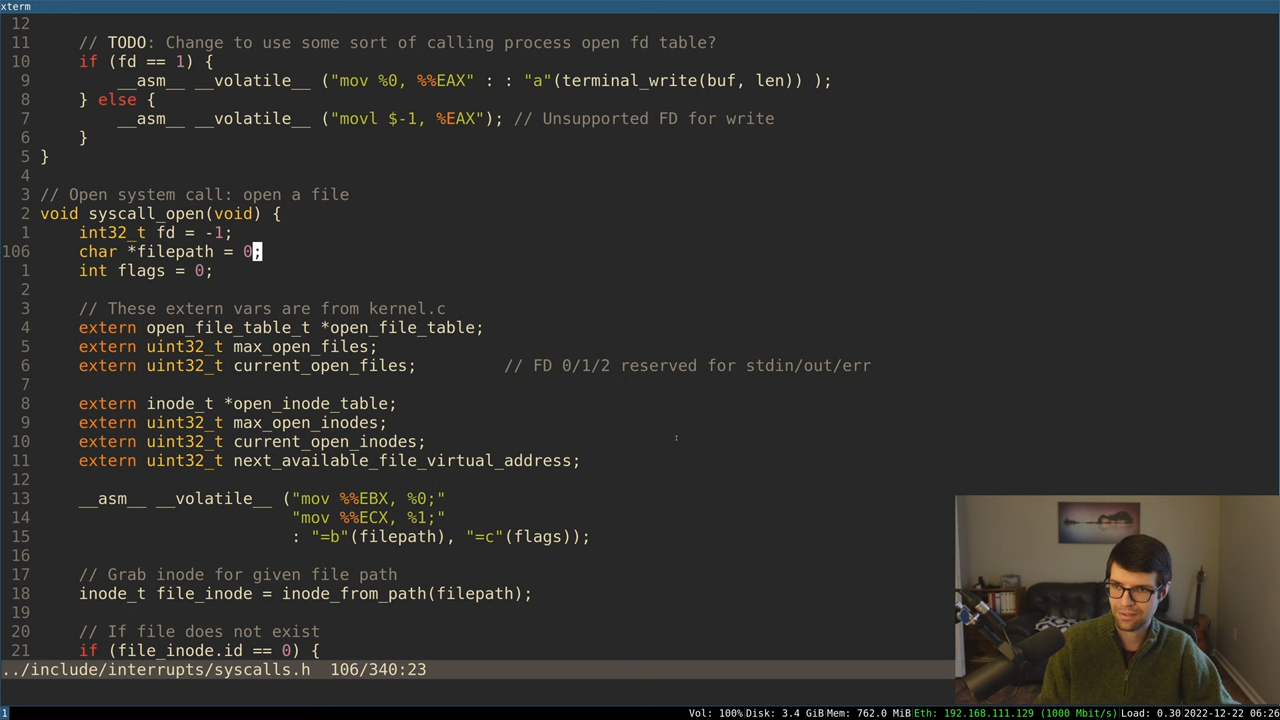 xterm
12
11 // TODO: Change to use some sort of calling process open fd table?
10 if (fd == 1) {
9 __asm__ __volatile__ ("mov %0, %%EAX" : : "a"(terminal_write(buf, len)) );
8 } else {
7 __asm__ __volatile__ ("movl $-1, %EAX"); // Unsupported FD for write
6 }
5 }
4
3 // Open system call: open a file
2 void syscall_open(void) {
1 int32_t fd = -1;
106 char *filepath = 0;
1 int flags = 0;
2
3 // These extern vars are from kernel.c
4 extern open_file_table_t *open_file_table;
5 extern uint32_t max_open_files;
6 extern uint32_t current_open_files; // FD 0/1/2 reserved for stdin/out/err
7
8 extern inode_t *open_inode_table;
9 extern uint32_t max_open_inodes;
10 extern uint32_t current_open_inodes;
11 extern uint32_t next_available_file_virtual_address;
12
13 __asm__ __volatile__ ("mov %%EBX, %0;"
14 "mov %%ECX, %1;"
15 : "=b"(filepath), "=c"(flags));
16
17 // Grab inode for given file path
18 inode_t file_inode = inode_from_path(filepath);
19
20 // If file does not exist
21 if (file_inode.id == 0) {
../include/interrupts/syscalls.h 106/340:23
1 Vol: 100% Disk: 3.4 GiB Mem: 762.0 MiB Eth: 192.168.111.129 (1000 Mbit/s) Load: 0.30 2022-12-22 06:26